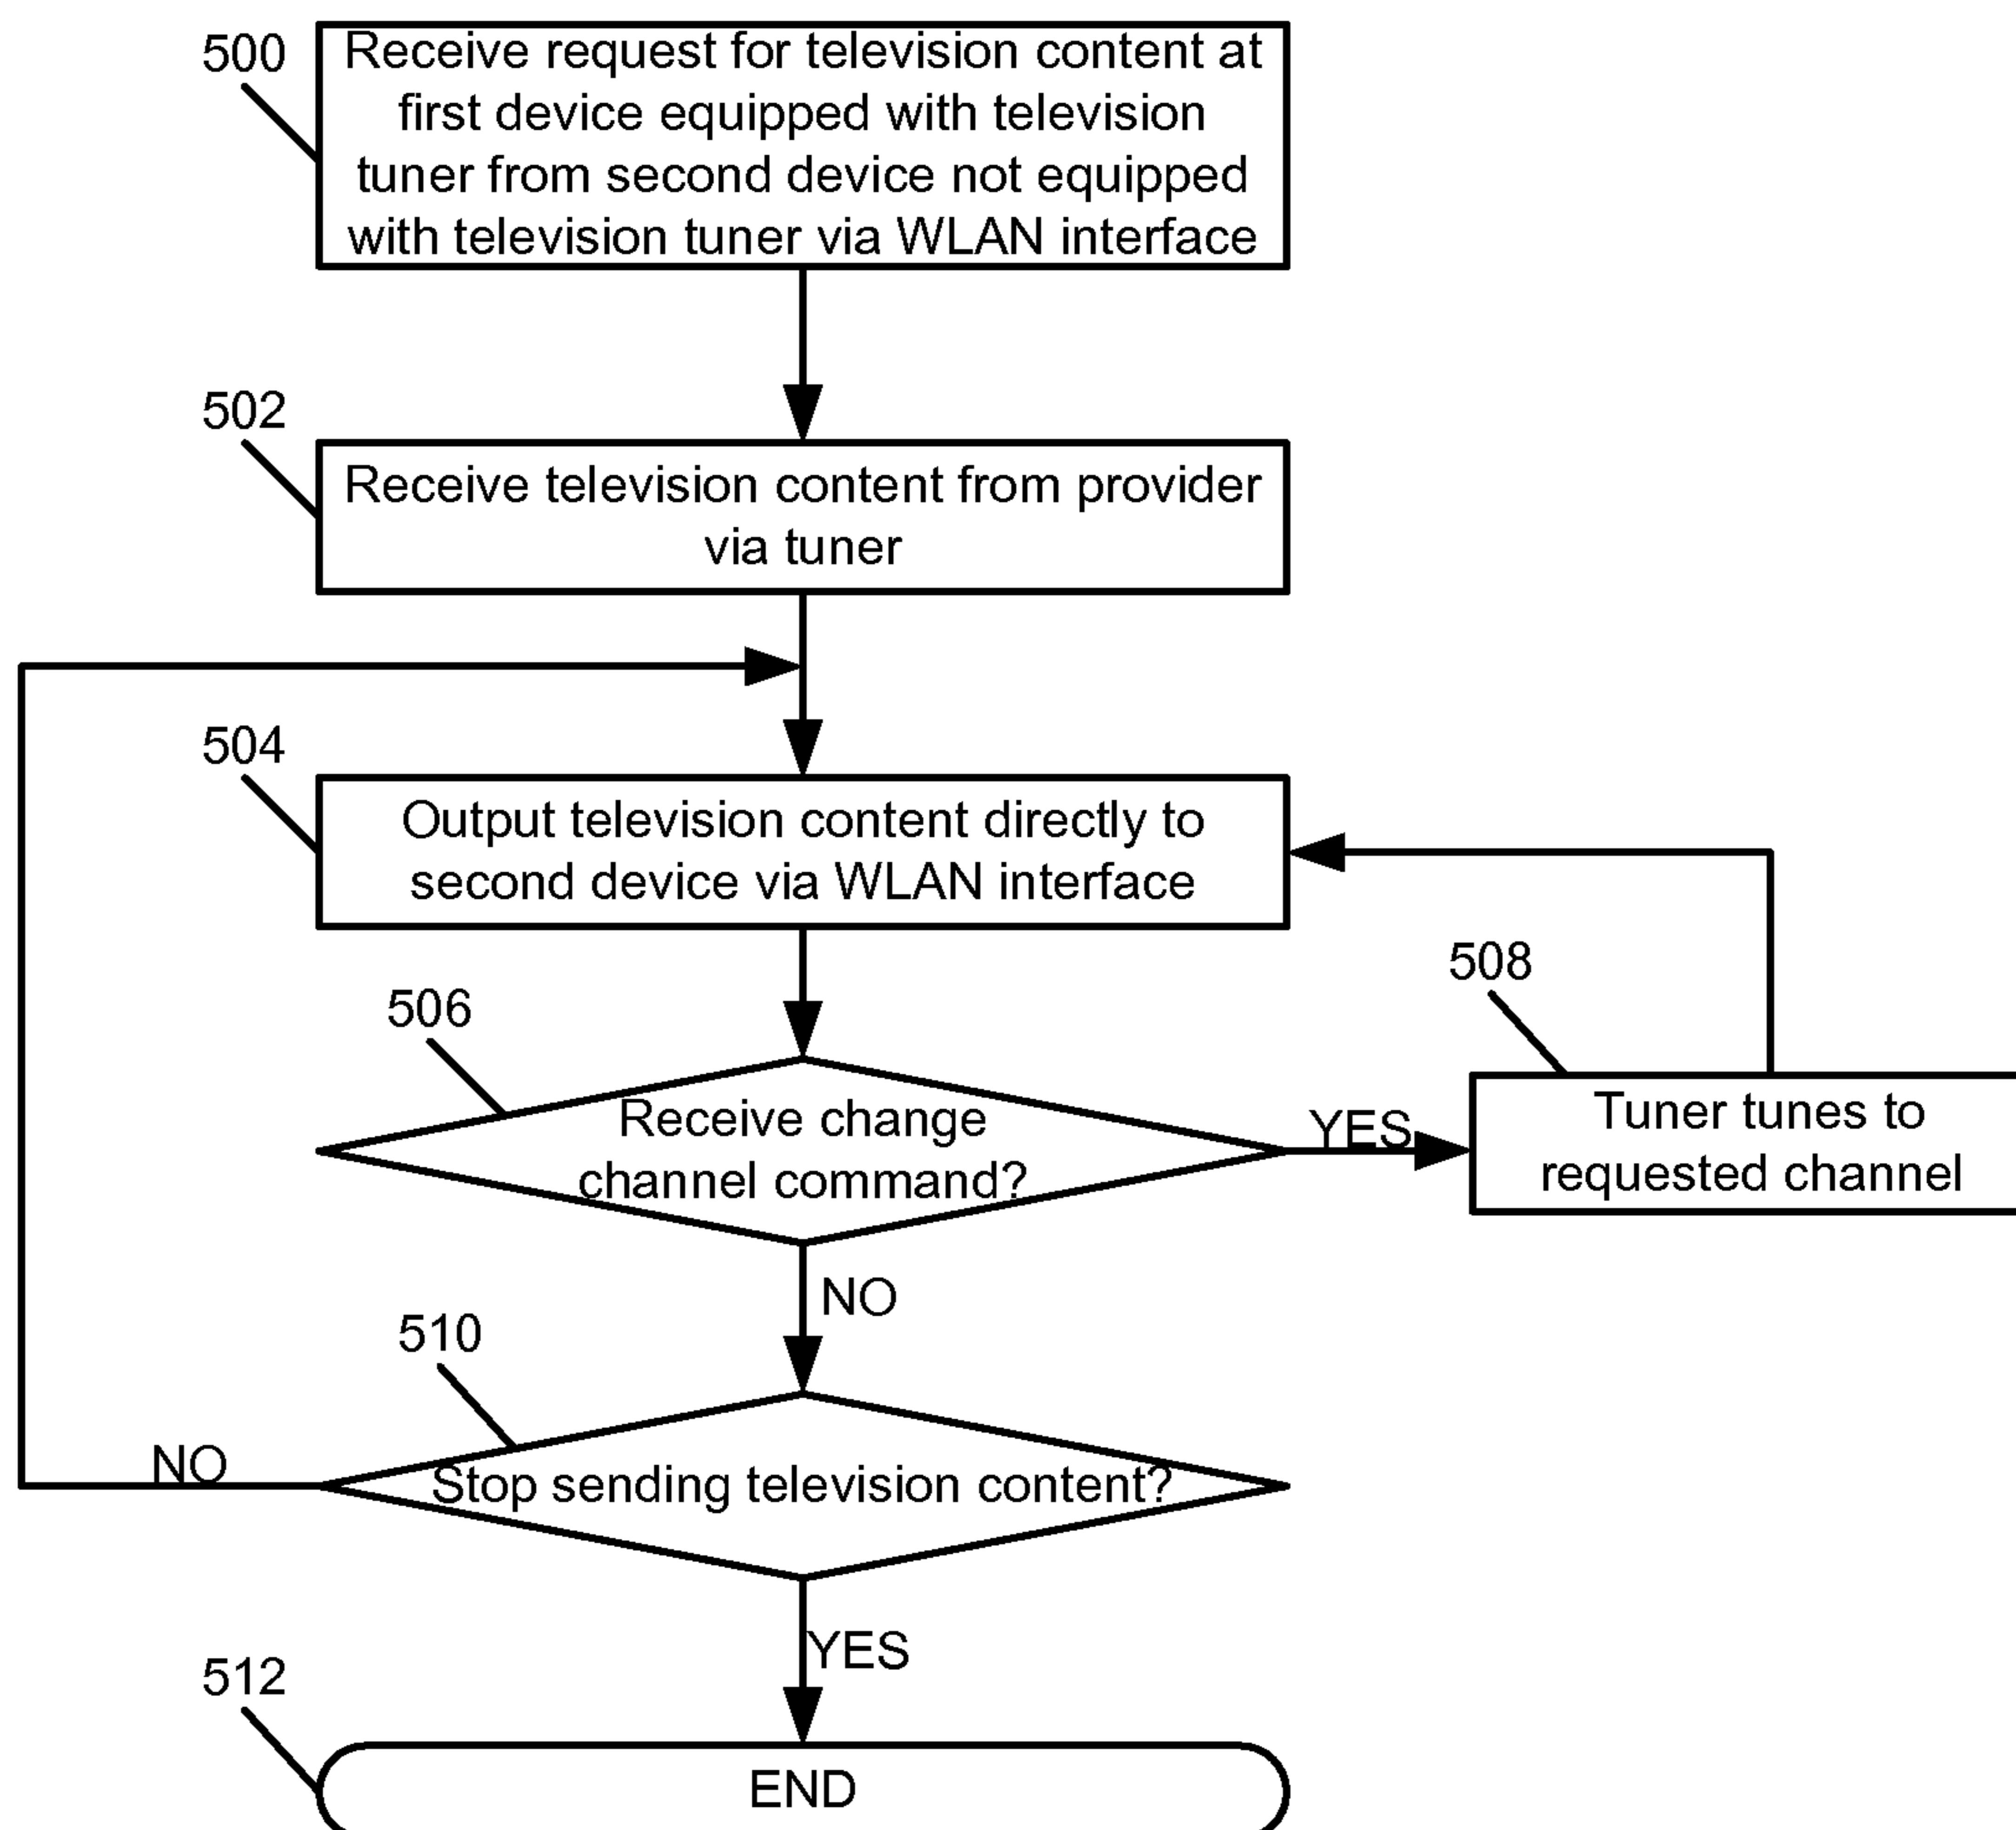 500
Receive request for television content at
first device equipped with television
tuner from second device not equipped
with television tuner via WLAN interface
502
Receive television content from provider
via tuner
504
Output television content directly to
second device via WLAN interface
506
Receive change
channel command?
YES
508
Tuner tunes to
requested channel
NO
510
Stop sending television content?
NO
YES
512
END